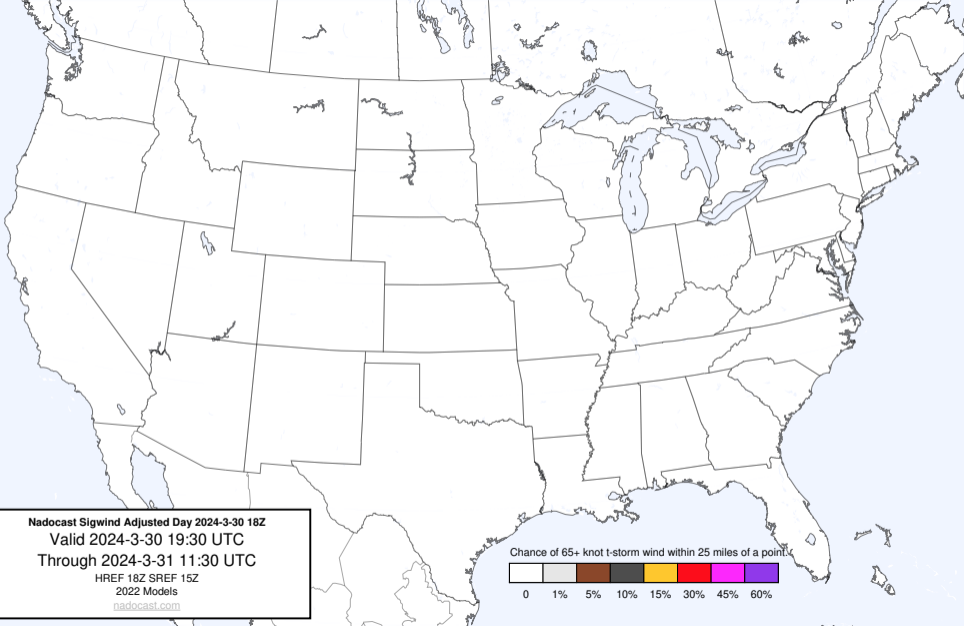 Nadocast Sigwind Adjusted Day 2024-3-30 18Z
Valid 2024-3-30 19:30 UTC
Through 2024-3-31 11:30 UTC
HREF 18Z SREF 15Z
2022 Models
nadocast.com
Chance of 65+ knot t-storm wind within 25 miles of a point.
0 1% 5% 10% 15% 30% 45% 60%